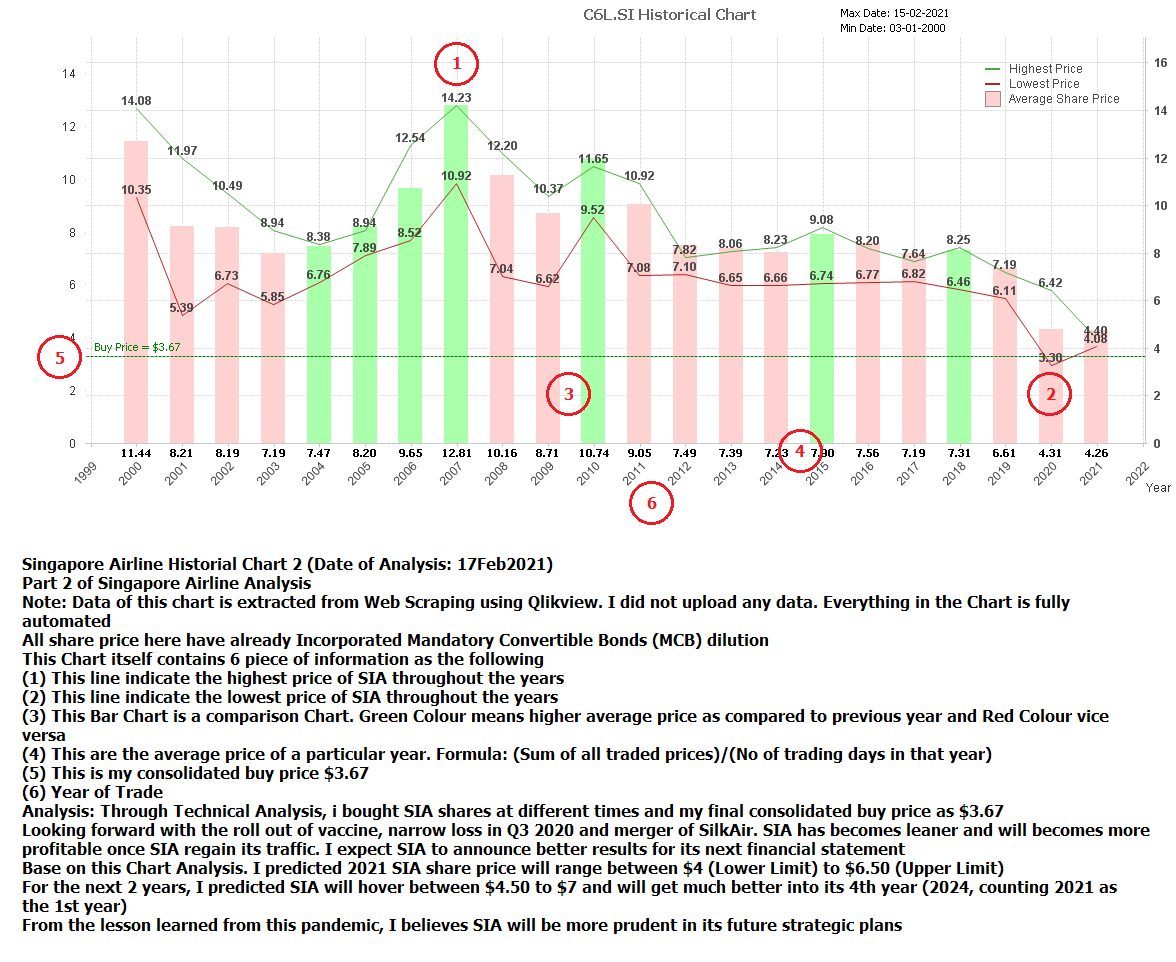 C6L.SI Historical Chart
Max Date: 15-02-2021
Min Date: 03-01-2000
Highest Price
Lowest Price
Average Share Price
14
12
10
8
6
4
2
0
16
14
12
10
8
6
4
2
0
1
14.08
11.97
10.49
8.94
8.38
8.94
12.54
14.23
12.20
10.37
11.65
10.92
7.82
8.06
8.23
9.08
8.20
7.64
8.25
7.19
6.42
4.40
10.35
5.39
6.73
5.85
6.76
7.89
8.52
10.92
7.04
6.62
9.52
7.08
7.10
6.65
6.66
6.74
6.77
6.82
6.46
6.11
3.30
4.08
5
Buy Price = $3.67
3
2
11.44 8.21 8.19 7.19 7.47 8.20 9.65 12.81 10.16 8.71 10.74 9.05 7.49 7.39 7.23 4 7.90 7.56 7.19 7.31 6.61 4.31 4.26
1999 2000 2001 2002 2003 2004 2005 2006 2007 2008 2009 2010 2011 2012 2013 2014 2015 2016 2017 2018 2019 2020 2021 2022
Year
6
Singapore Airline Historial Chart 2 (Date of Analysis: 17Feb2021)
Part 2 of Singapore Airline Analysis
Note: Data of this chart is extracted from Web Scraping using Qlikview. I did not upload any data. Everything in the Chart is fully
automated
All share price here have already Incorporated Mandatory Convertible Bonds (MCB) dilution
This Chart itself contains 6 piece of information as the following
(1) This line indicate the highest price of SIA throughout the years
(2) This line indicate the lowest price of SIA throughout the years
(3) This Bar Chart is a comparison Chart. Green Colour means higher average price as compared to previous year and Red Colour vice
versa
(4) This are the average price of a particular year. Formula: (Sum of all traded prices)/(No of trading days in that year)
(5) This is my consolidated buy price $3.67
(6) Year of Trade
Analysis: Through Technical Analysis, i bought SIA shares at different times and my final consolidated buy price as $3.67
Looking forward with the roll out of vaccine, narrow loss in Q3 2020 and merger of SilkAir. SIA has becomes leaner and will becomes more
profitable once SIA regain its traffic. I expect SIA to announce better results for its next financial statement
Base on this Chart Analysis. I predicted 2021 SIA share price will range between $4 (Lower Limit) to $6.50 (Upper Limit)
For the next 2 years, I predicted SIA will hover between $4.50 to $7 and will get much better into its 4th year (2024, counting 2021 as
the 1st year)
From the lesson learned from this pandemic, I believes SIA will be more prudent in its future strategic plans